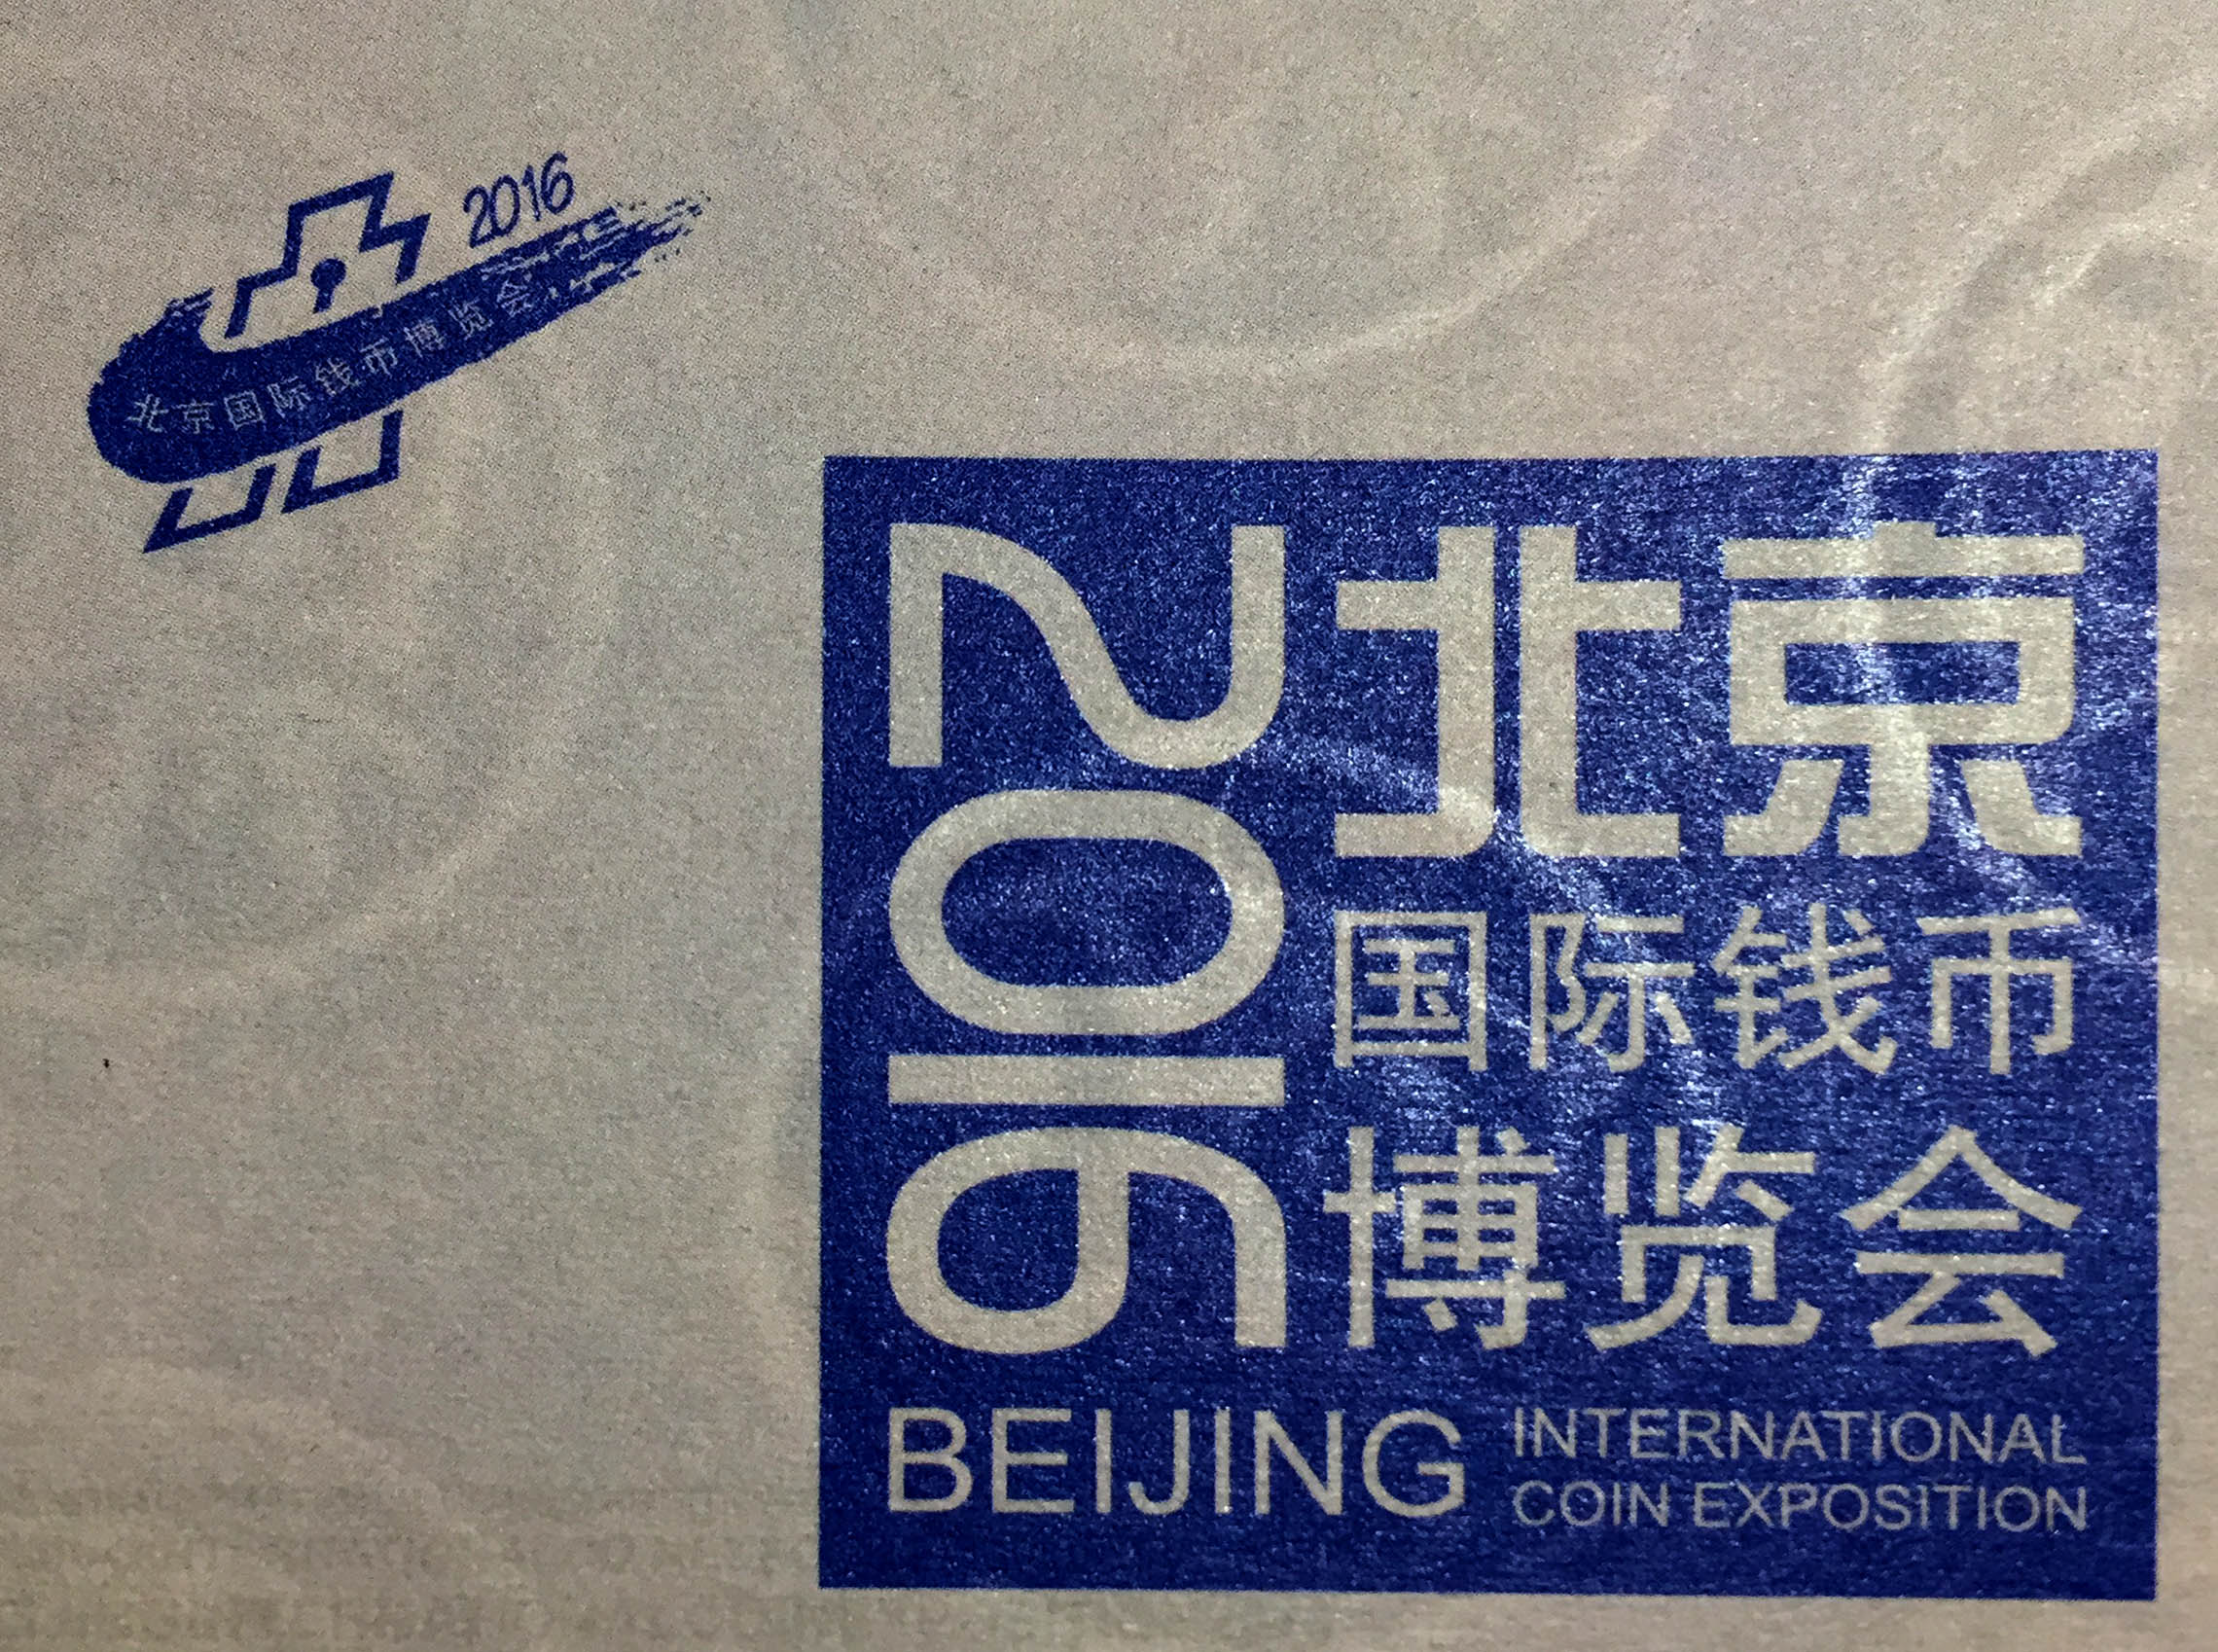 2016
北京国际钱币博览会
2016
北京
国际钱币
博览会
BEIJING
INTERNATIONAL
COIN EXPOSITION